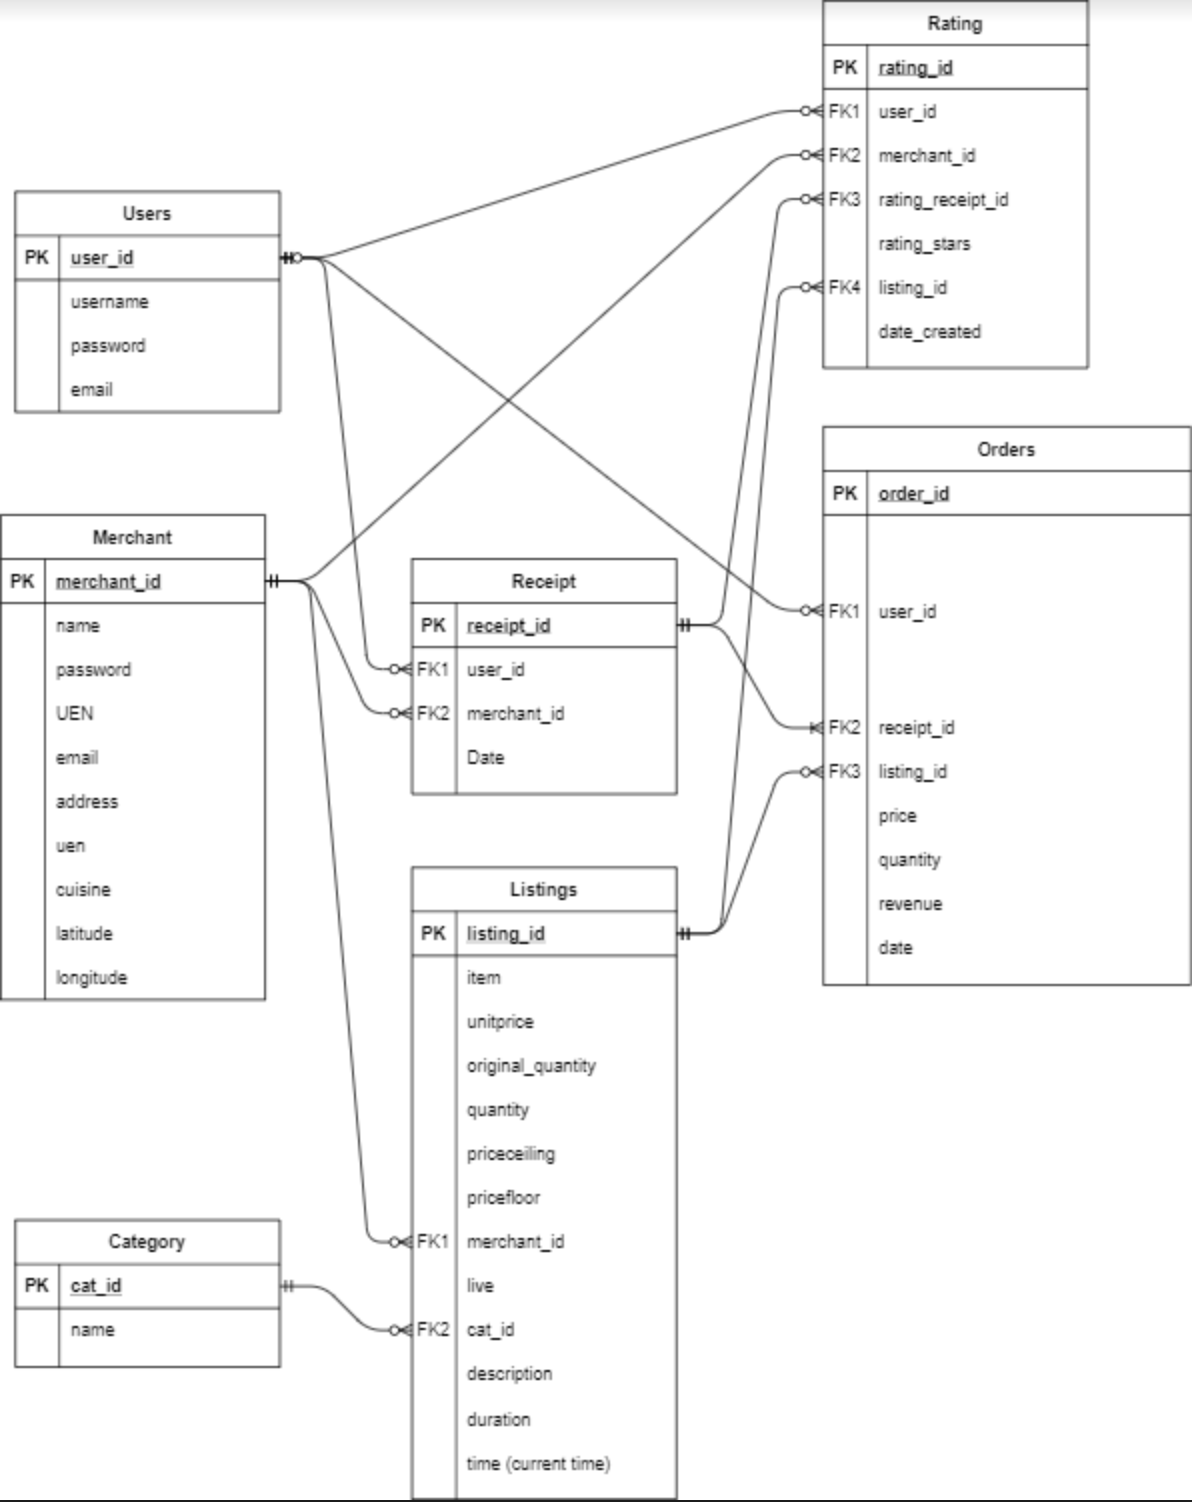 Rating
PK rating_id
FK1 user_id
FK2 merchant_id
FK3 rating_receipt_id
rating_stars
FK4 listing_id
date_created
Users
PK user_id
username
password
email
Orders
PK order_id
FK1 user_id
FK2 receipt_id
FK3 listing_id
price
quantity
revenue
date
Merchant
PK merchant_id
name
password
UEN
email
address
uen
cuisine
latitude
longitude
Receipt
PK receipt_id
FK1 user_id
FK2 merchant_id
Date
Listings
PK listing_id
item
unitprice
original_quantity
quantity
priceceiling
pricefloor
FK1 merchant_id
live
FK2 cat_id
description
duration
time (current time)
Category
PK cat_id
name